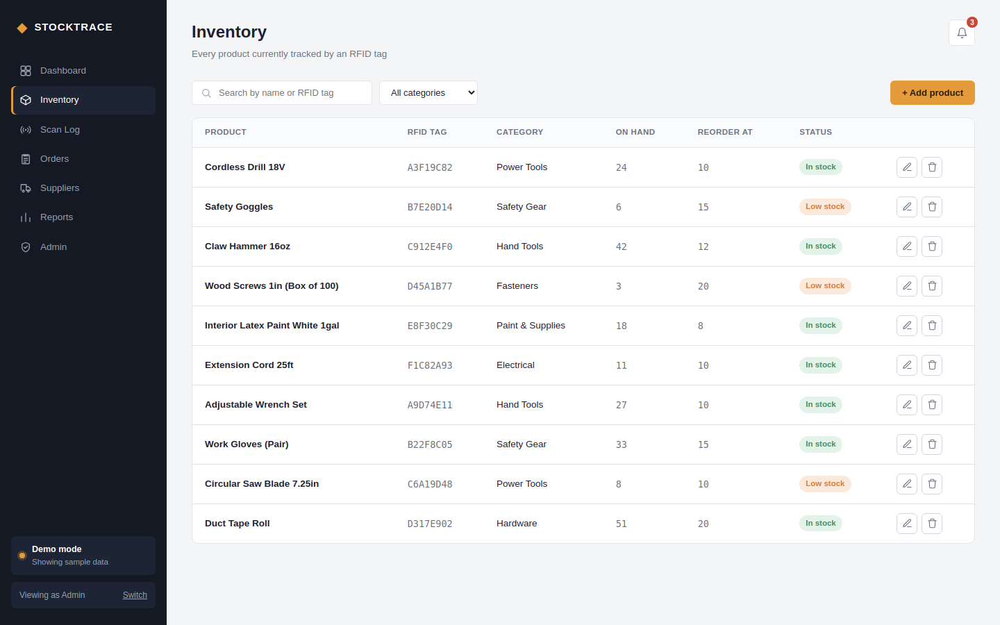 STOCKTRACE
Dashboard
Inventory
Scan Log
Orders
Suppliers
Reports
Admin
Demo mode
Showing sample data
Viewing as Admin Switch
Inventory
Every product currently tracked by an RFID tag
3
Search by name or RFID tag All categories + Add product
PRODUCT RFID TAG CATEGORY ON HAND REORDER AT STATUS
Cordless Drill 18V A3F19C82 Power Tools 24 10 In stock
Safety Goggles B7E20D14 Safety Gear 6 15 Low stock
Claw Hammer 16oz C912E4F0 Hand Tools 42 12 In stock
Wood Screws 1in (Box of 100) D45A1B77 Fasteners 3 20 Low stock
Interior Latex Paint White 1gal E8F30C29 Paint & Supplies 18 8 In stock
Extension Cord 25ft F1C82A93 Electrical 11 10 In stock
Adjustable Wrench Set A9D74E11 Hand Tools 27 10 In stock
Work Gloves (Pair) B22F8C05 Safety Gear 33 15 In stock
Circular Saw Blade 7.25in C6A19D48 Power Tools 8 10 Low stock
Duct Tape Roll D317E902 Hardware 51 20 In stock